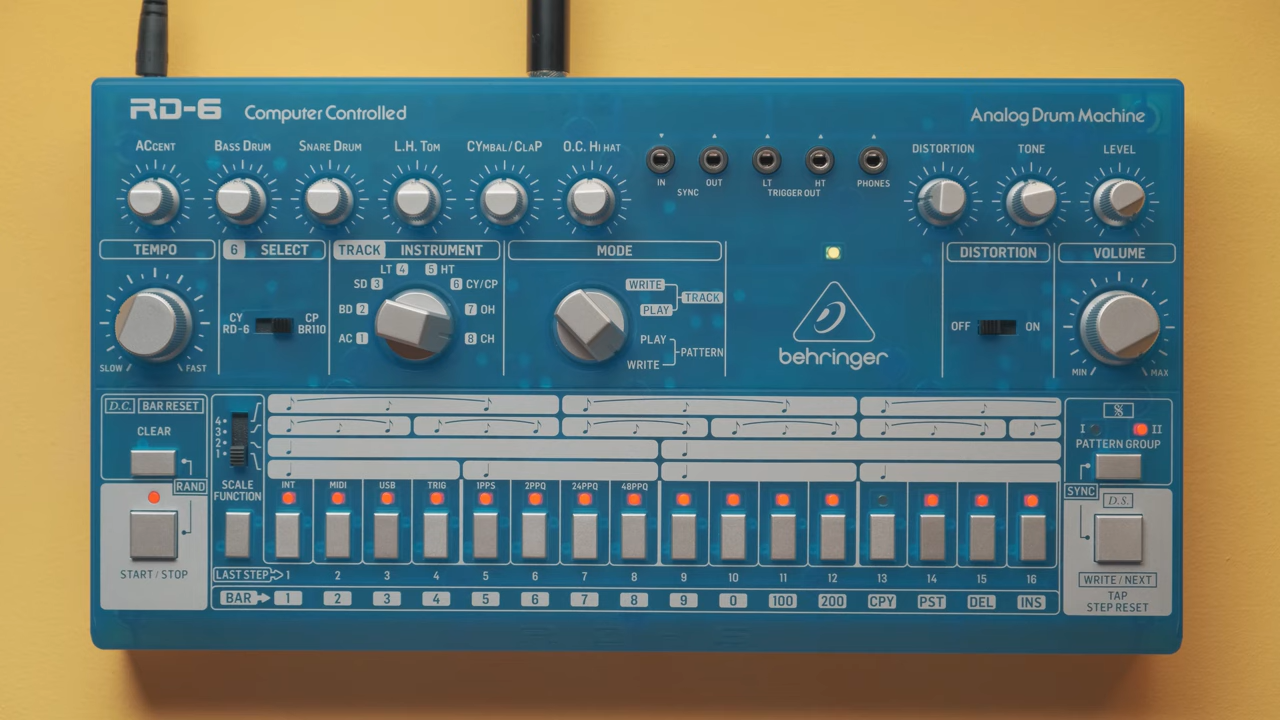 RD-6 Computer Controlled
Analog Drum Machine
ACCENT
BASS DRUM
SNARE DRUM
L.H. TOM
CYMBAL/CLAP
O.C. HI HAT
IN
OUT
SYNC
LT
HT
TRIGGER OUT
PHONES
DISTORTION
TONE
LEVEL
TEMPO
6 SELECT
TRACK INSTRUMENT
MODE
DISTORTION
VOLUME
SLOW
FAST
CY
RD-6
CP
BR110
LT 4
5 HT
SD 3
6 CY/CP
BD 2
7 OH
AC 1
8 CH
WRITE
TRACK
PLAY
PLAY
PATTERN
WRITE
behringer
OFF
ON
MIN
MAX
D.C. BAR RESET
CLEAR
RAND
START/STOP
4
3
2
1
SCALE
FUNCTION
INT MIDI USB TRIG 1PPS 2PPQ 24PPQ 48PPQ
LAST STEP 1 2 3 4 5 6 7 8 9 10 11 12 13 14 15 16
BAR 1 2 3 4 5 6 7 8 9 0 100 200 CPY PST DEL INS
I II
PATTERN GROUP
SYNC
D.S.
WRITE/NEXT
TAP
STEP RESET